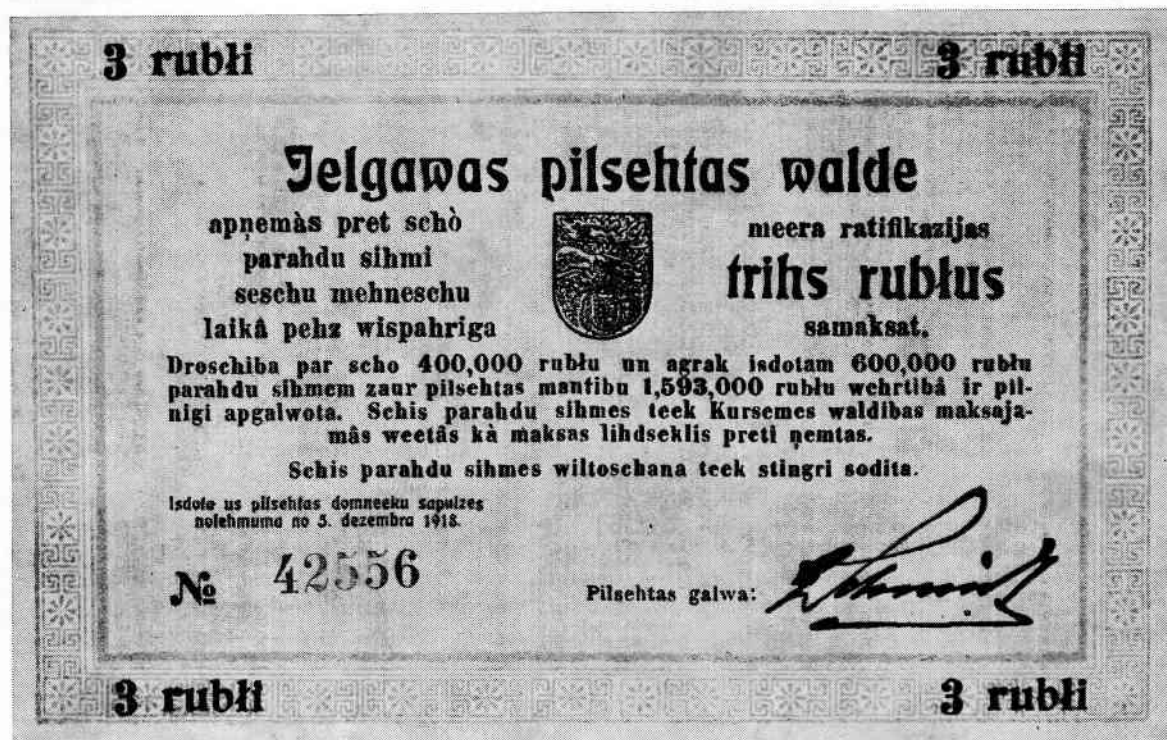 3 rubłi
3 rubłi
Jelgawas pilsehtas walde
apņemàs pret schò
parahdu sihmi
seschu mehneschu
laikâ pehz wispahriga
meera ratifikazijas
trihs rubłus
samaksat.
Droschiba par scho 400,000 rubłu un agrak isdotam 600,000 rubłu
parahdu sihmem zaur pilsehtas mantibu 1,593,000 rubłu wehrtibâ ir pil-
nigi apgalwota. Schis parahdu sihmes teek Kursemes waldibas maksaja-
mâs weetâs kà maksas lihdseklis preti ņemtas.
Schis parahdu sihmes wiltoschana teek stingri sodita.
Isdota us pilsehtas domneeku sapulzes
nolehmuma no 5. dezembra 1918.
№ 42556
Pilsehtas galwa:
3 rubłi
3 rubłi